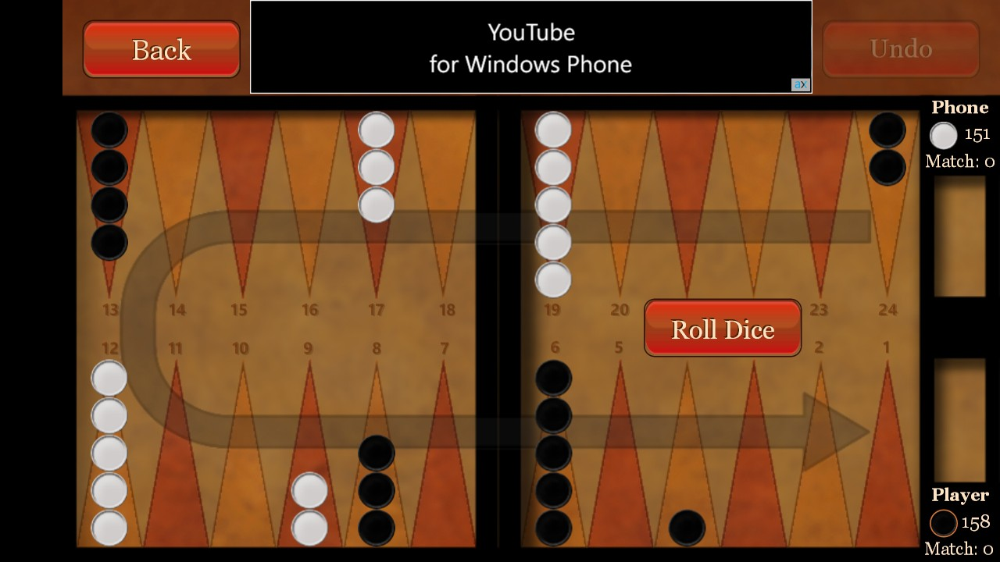 Back
YouTube
for Windows Phone
ax
Undo
Phone
151
Match: 0
13 14 15 16 17 18 19 20 23 24
12 11 10 9 8 7 6 5 2 1
Roll Dice
Player
158
Match: 0